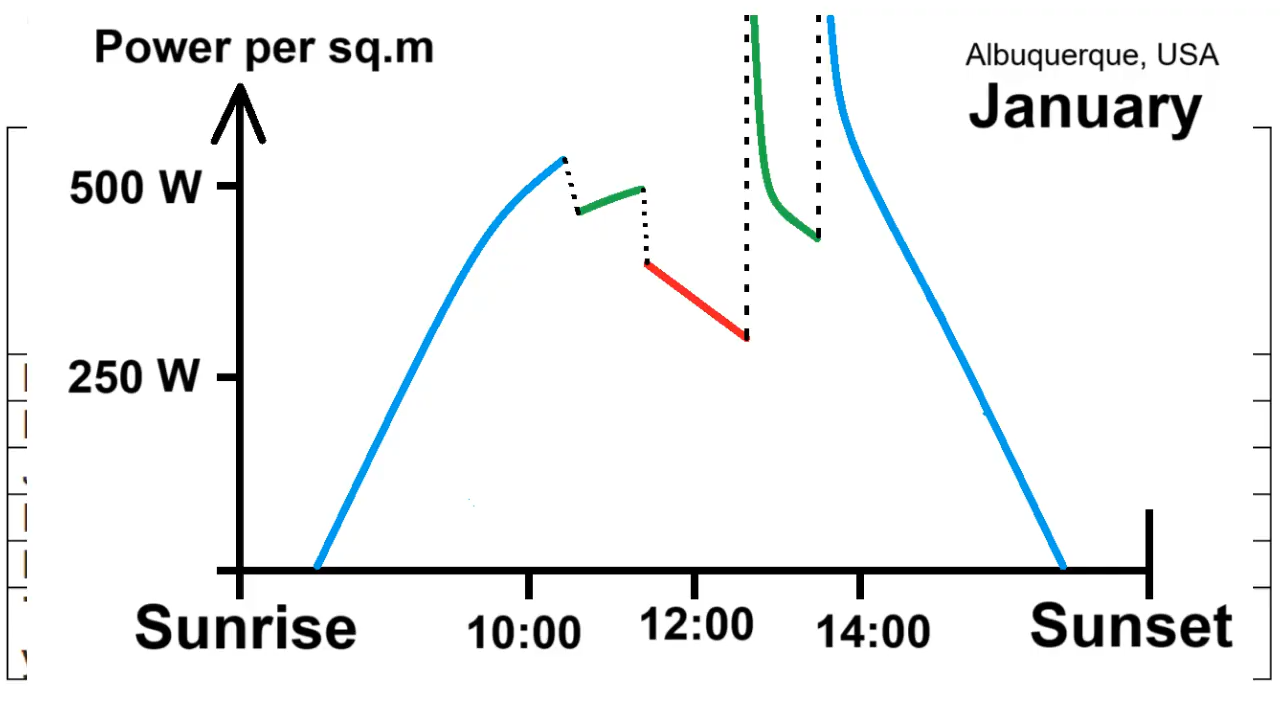 Power per sq.m
Albuquerque, USA
January
500 W
250 W
Sunrise
10:00
12:00
14:00
Sunset